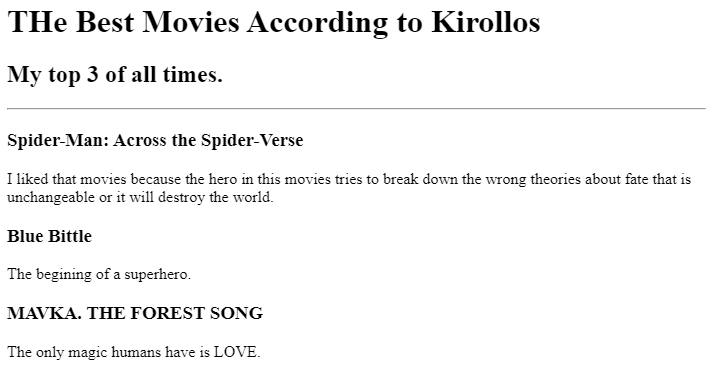 THe Best Movies According to Kirollos
My top 3 of all times.
Spider-Man: Across the Spider-Verse
I liked that movies because the hero in this movies tries to break down the wrong theories about fate that is
unchangeable or it will destroy the world.
Blue Bittle
The begining of a superhero.
MAVKA. THE FOREST SONG
The only magic humans have is LOVE.